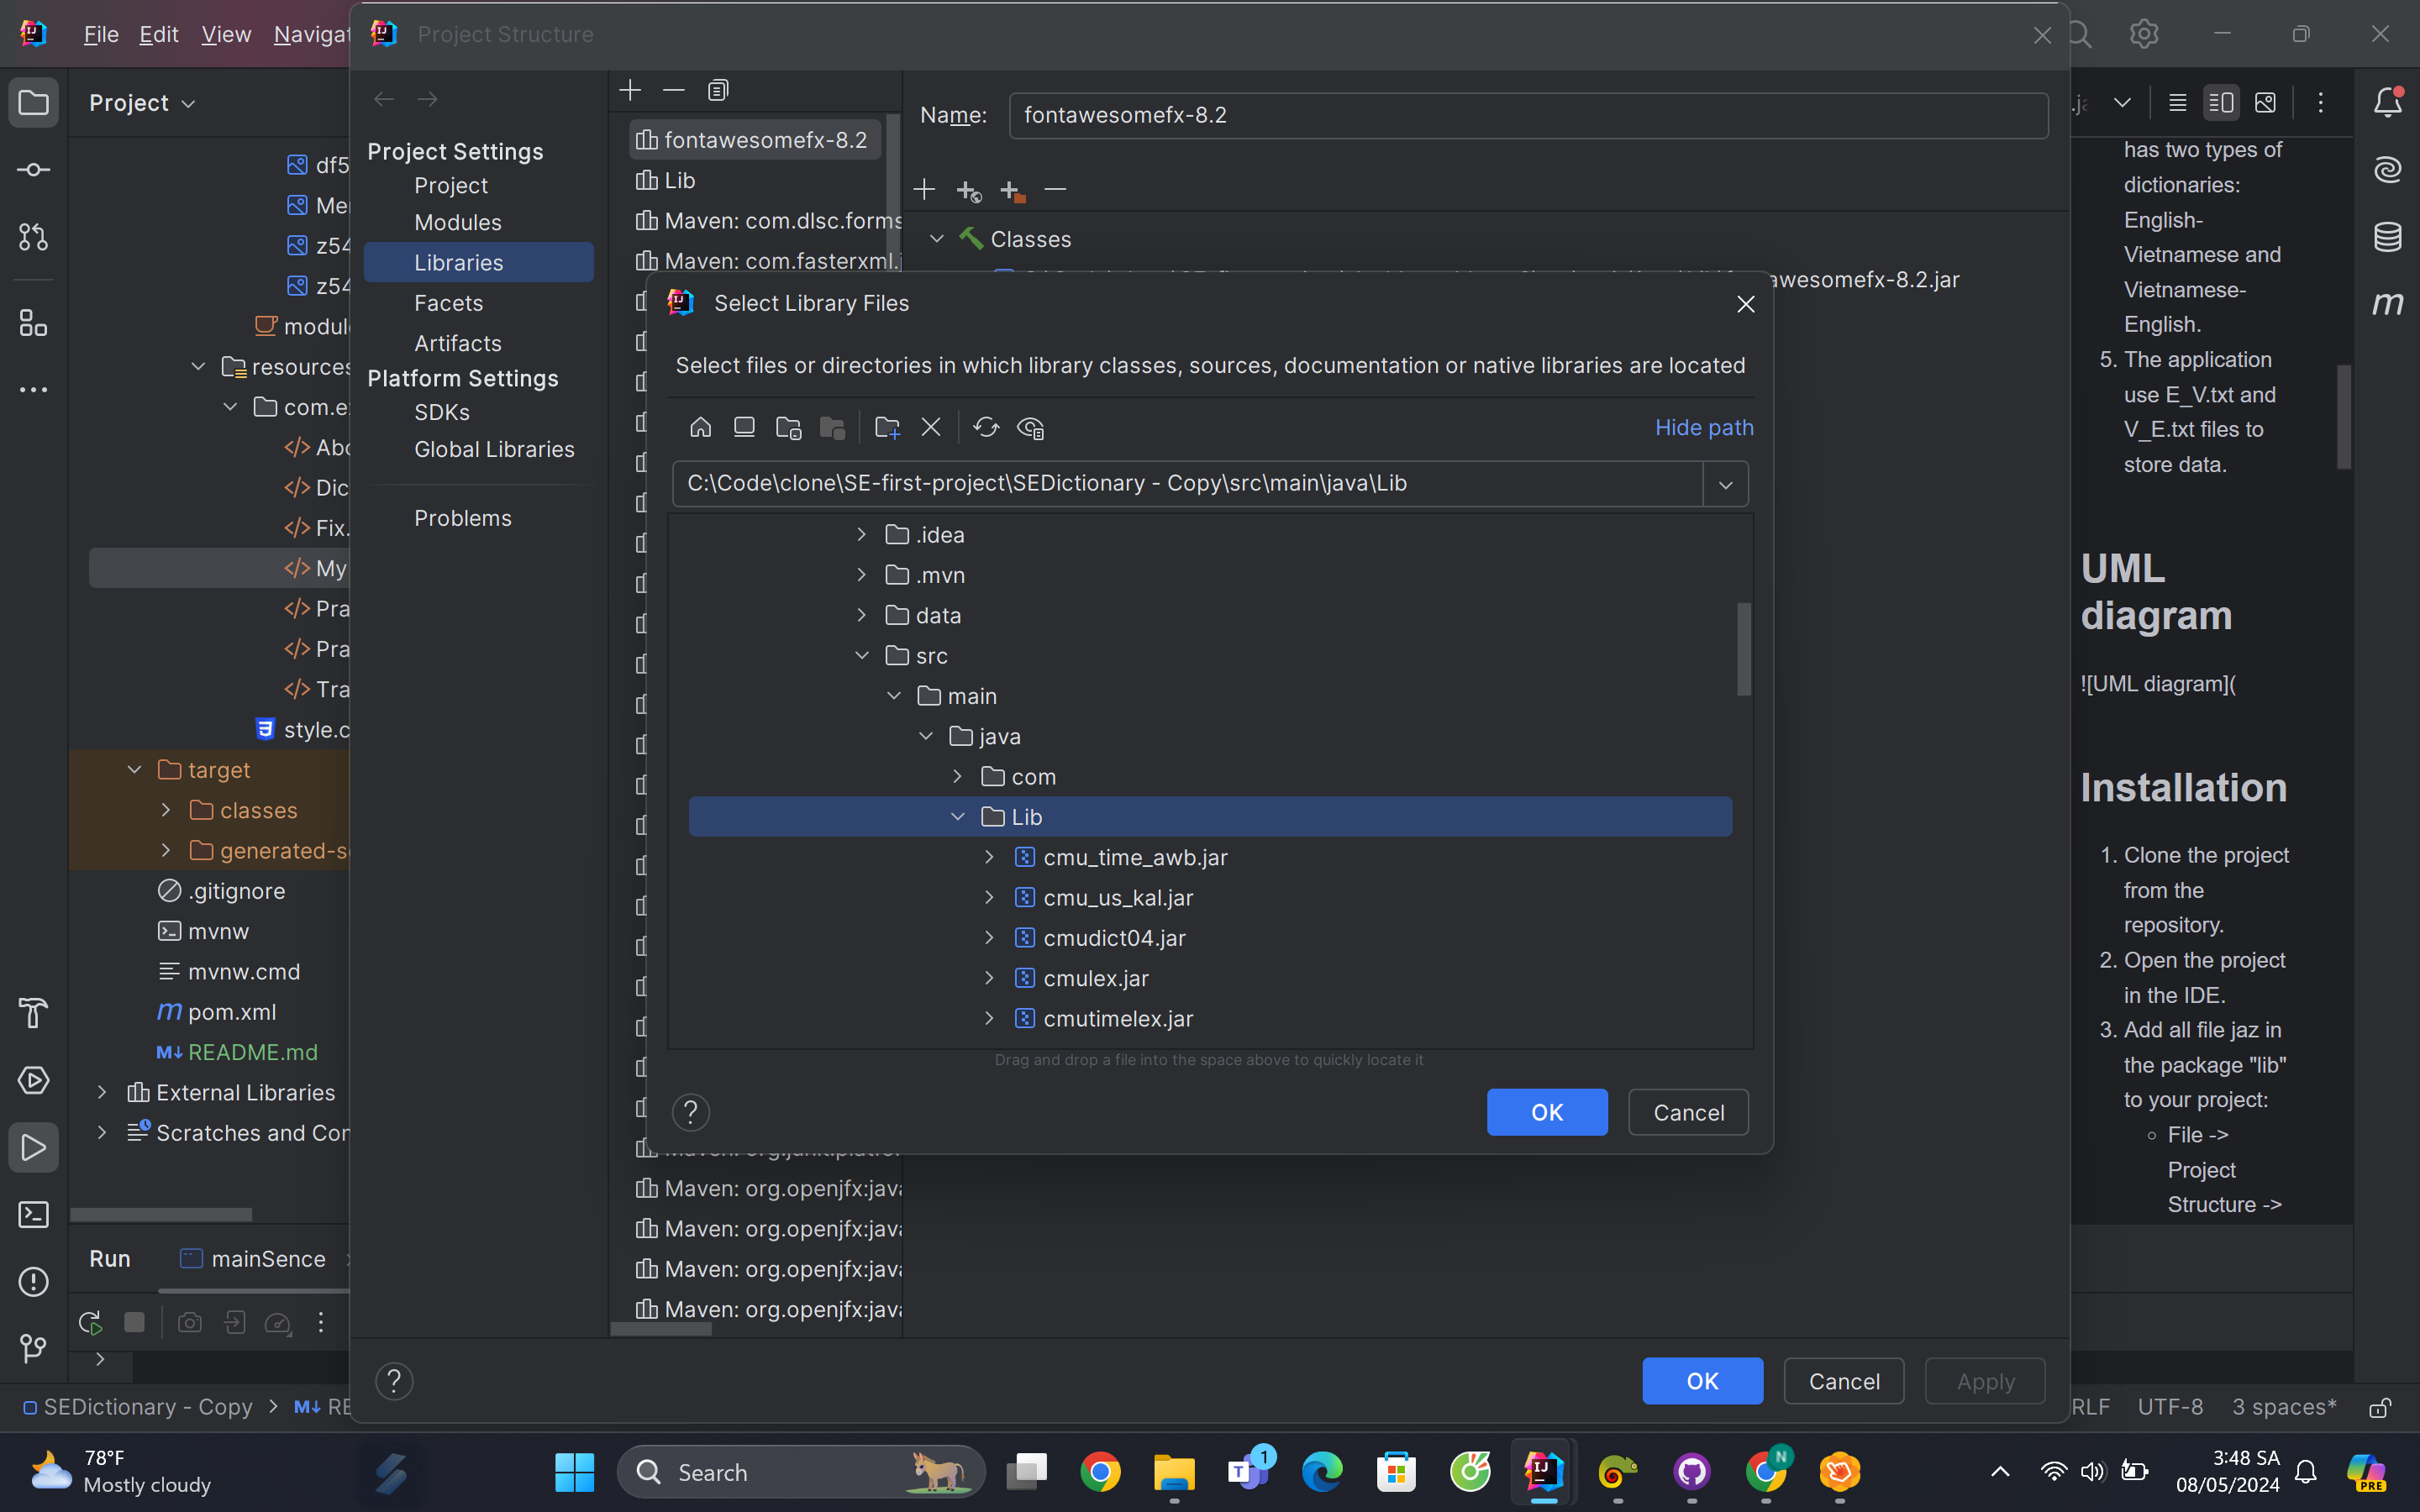 File Edit View Navigat
Project Structure
Project
df5
Me
z54
z54
modul
resources
com.e
Abo
Dic
Fix.
My
Pra
Pra
Tra
style.c
target
classes
generated-s
.gitignore
mvnw
mvnw.cmd
pom.xml
README.md
External Libraries
Scratches and Con
Run
mainSence
SEDictionary - Copy > RE
Project Settings
Project
Modules
Libraries
Facets
Artifacts
Platform Settings
SDKs
Global Libraries
Problems
fontawesomefx-8.2
Lib
Maven: com.dlsc.forms
Maven: com.fasterxml.
Maven: org.openjfx:java
Maven: org.openjfx:java
Maven: org.openjfx:java
Maven: org.openjfx:java
Name: fontawesomefx-8.2
Classes
awesomefx-8.2.jar
Select Library Files
Select files or directories in which library classes, sources, documentation or native libraries are located
Hide path
C:\Code\clone\SE-first-project\SEDictionary - Copy\src\main\java\Lib
.idea
.mvn
data
src
main
java
com
Lib
cmu_time_awb.jar
cmu_us_kal.jar
cmudict04.jar
cmulex.jar
cmutimelex.jar
Drag and drop a file into the space above to quickly locate it
? OK Cancel
? OK Cancel Apply
has two types of
dictionaries:
English-
Vietnamese and
Vietnamese-
English.
5. The application
use E_V.txt and
V_E.txt files to
store data.
UML
diagram
![UML diagram](
Installation
1. Clone the project
from the
repository.
2. Open the project
in the IDE.
3. Add all file jaz in
the package "lib"
to your project:
File ->
Project
Structure ->
RLF UTF-8 3 spaces*
78°F
Mostly cloudy
Search
1
N
3:48 SA
08/05/2024
PRE